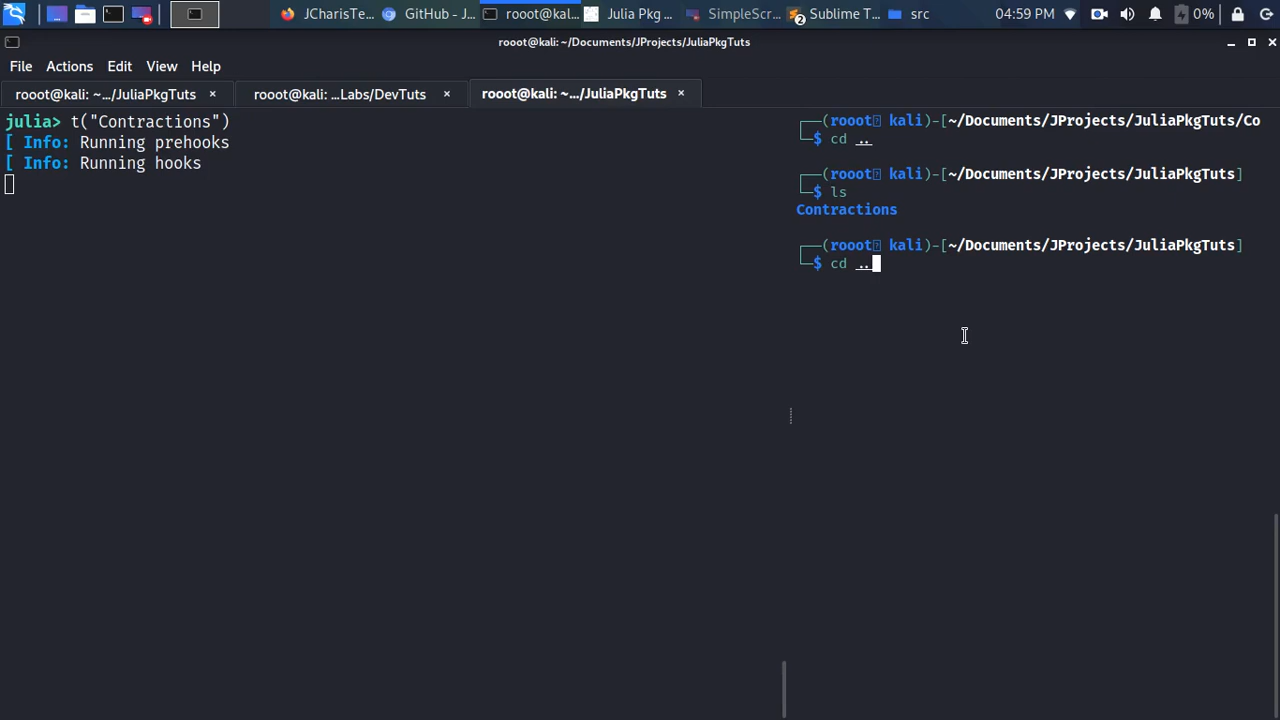 JCharisTe...
GitHub - J...
rooot@kal...
Julia Pkg ...
SimpleScr...
2
Sublime T...
src
04:59 PM
0%
rooot@kali: ~/Documents/JProjects/JuliaPkgTuts
File Actions Edit View Help
rooot@kali: ~.../JuliaPkgTuts ×
rooot@kali: ...Labs/DevTuts ×
rooot@kali: ~.../JuliaPkgTuts ×
julia> t("Contractions")
[ Info: Running prehooks
[ Info: Running hooks
┌──(rooot kali)-[~/Documents/JProjects/JuliaPkgTuts/Co
└─$ cd ..
┌──(rooot kali)-[~/Documents/JProjects/JuliaPkgTuts]
└─$ ls
Contractions
┌──(rooot kali)-[~/Documents/JProjects/JuliaPkgTuts]
└─$ cd ..